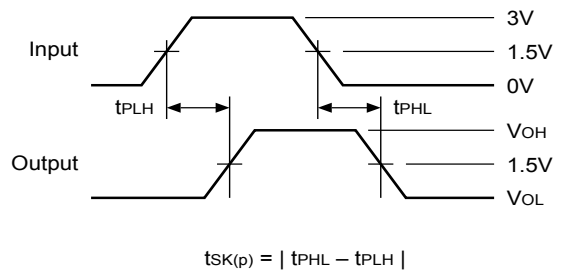 3V
Input
1.5V
0V
tPLH
tPHL
VOH
Output
1.5V
VOL
tSK(p) = | tPHL – tPLH |